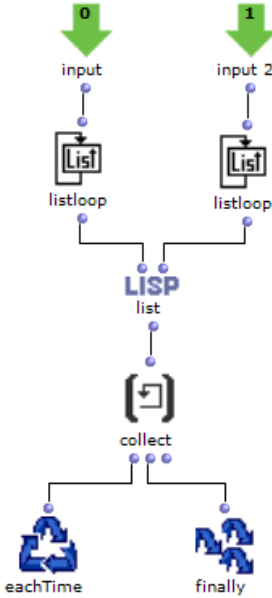 0
1
input
input 2
List
List
listloop
listloop
LISP
list
collect
eachTime
finally